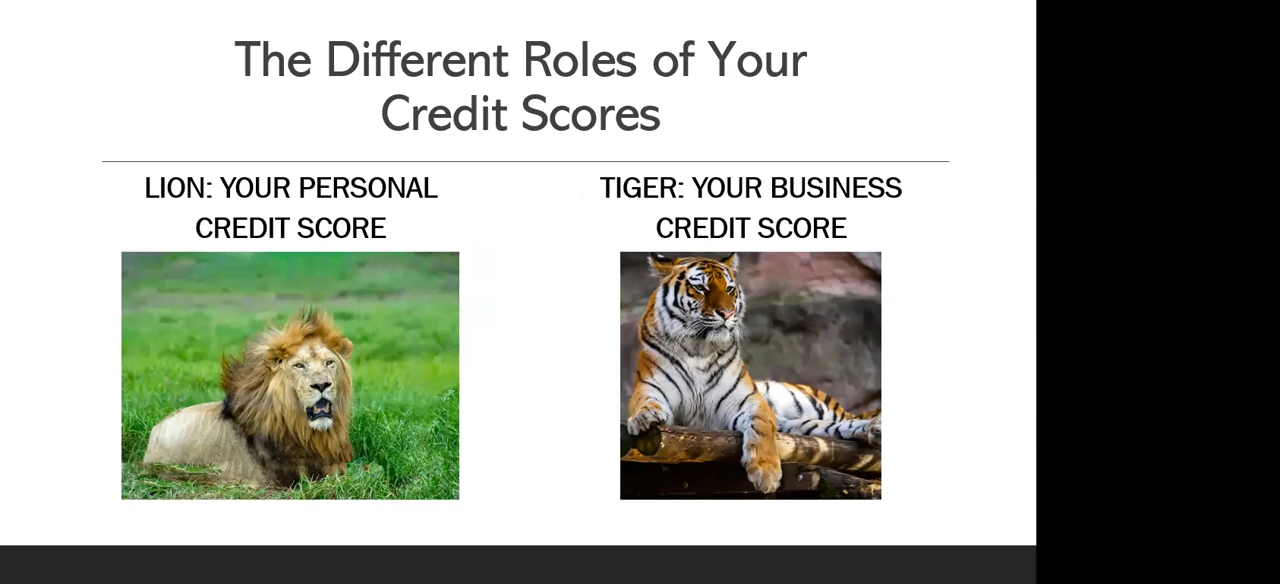 The Different Roles of Your
Credit Scores
LION: YOUR PERSONAL
CREDIT SCORE
TIGER: YOUR BUSINESS
CREDIT SCORE